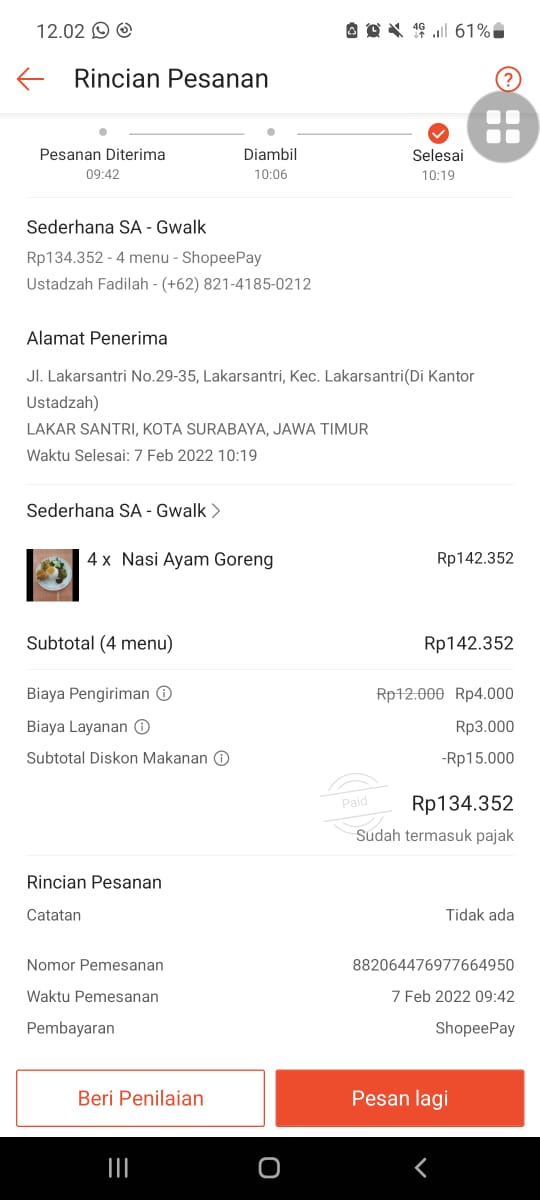 12.02 4G 61%
Rincian Pesanan ?
Pesanan Diterima Diambil Selesai
09:42 10:06 10:19
Sederhana SA - Gwalk
Rp134.352 - 4 menu - ShopeePay
Ustadzah Fadilah - (+62) 821-4185-0212
Alamat Penerima
Jl. Lakarsantri No.29-35, Lakarsantri, Kec. Lakarsantri(Di Kantor
Ustadzah)
LAKAR SANTRI, KOTA SURABAYA, JAWA TIMUR
Waktu Selesai: 7 Feb 2022 10:19
Sederhana SA - Gwalk >
4 x Nasi Ayam Goreng Rp142.352
Subtotal (4 menu) Rp142.352
Biaya Pengiriman Rp12.000 Rp4.000
Biaya Layanan Rp3.000
Subtotal Diskon Makanan -Rp15.000
Paid Rp134.352
Sudah termasuk pajak
Rincian Pesanan
Catatan Tidak ada
Nomor Pemesanan 882064476977664950
Waktu Pemesanan 7 Feb 2022 09:42
Pembayaran ShopeePay
Beri Penilaian Pesan lagi